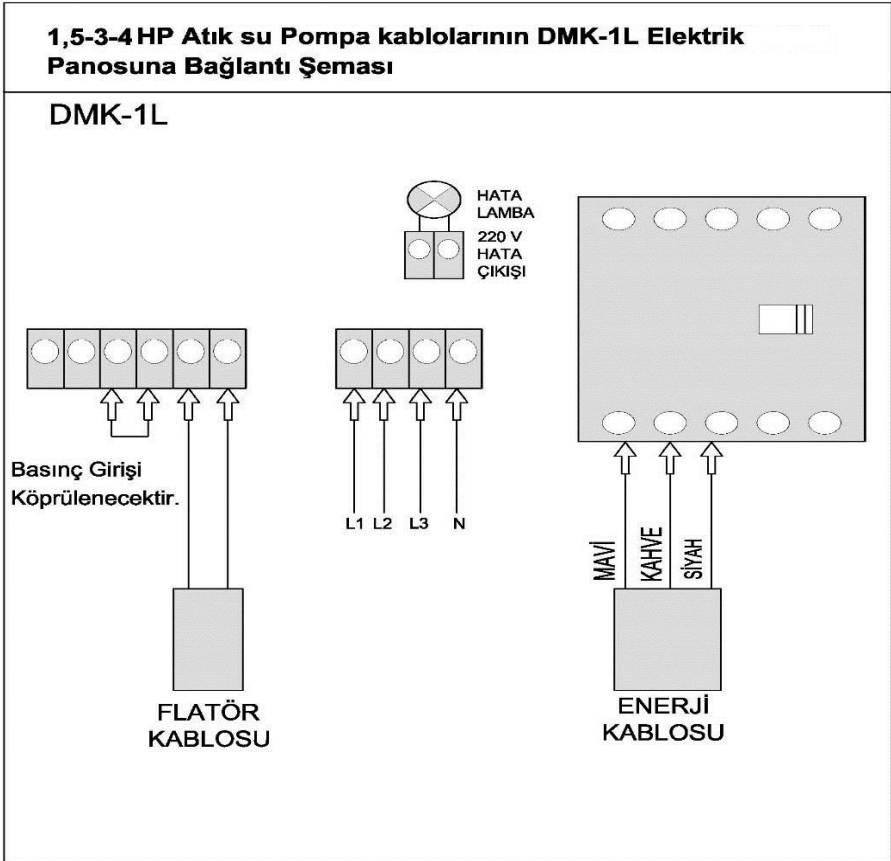 1,5-3-4 HP Atık su Pompa kablolarının DMK-1L Elektrik
Panosuna Bağlantı Şeması
DMK-1L
HATA
LAMBA
220 V
HATA
ÇIKIŞI
Basınç Girişi
Köprülenecektir.
L1 L2 L3 N
MAVİ
KAHVE
SİYAH
FLATÖR
KABLOSU
ENERJİ
KABLOSU